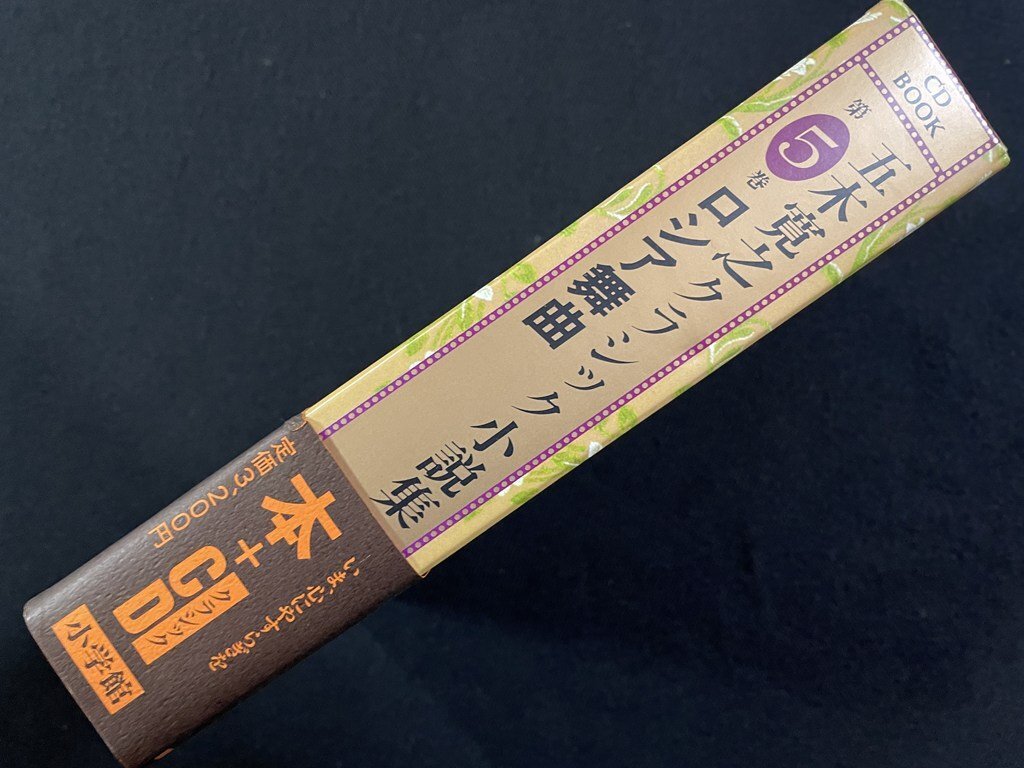 CD
BOOK
五木寛之クラシック小説集
第
5
巻
ロシア舞曲
いま、心にやすらぎを
本+CD
クラシック
定価3,200円
小学館